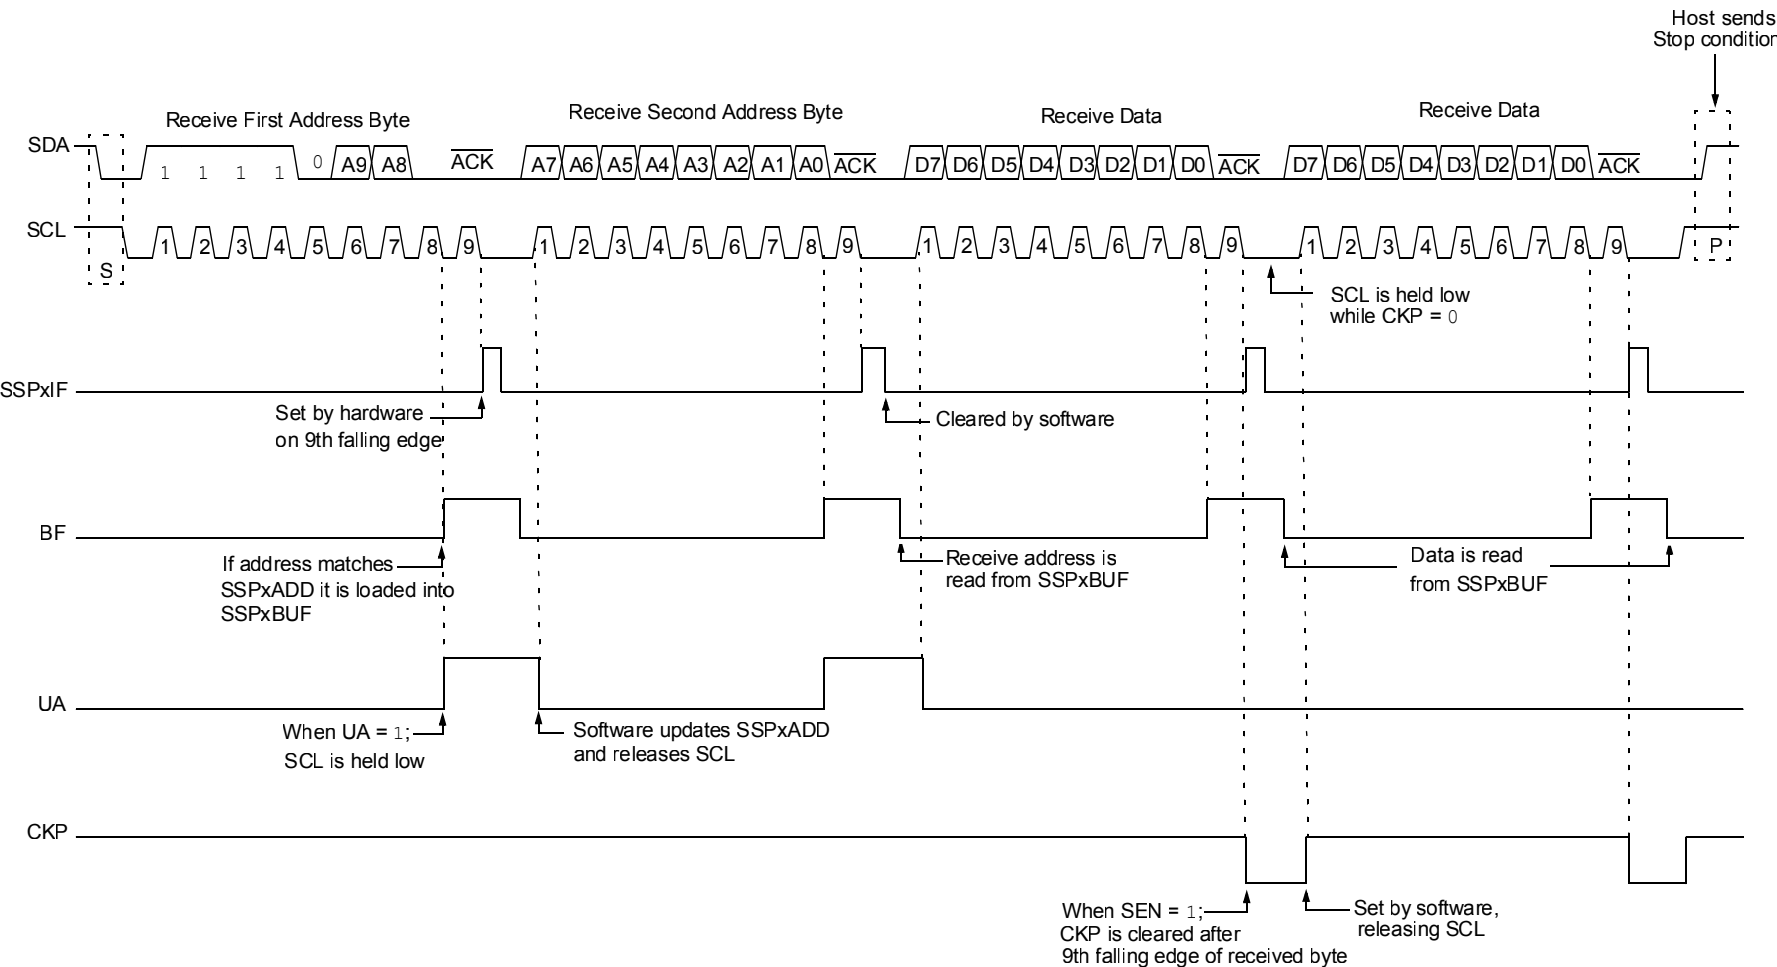 Host sends
Stop condition
Receive First Address Byte
Receive Second Address Byte
Receive Data
Receive Data
SDA
1 1 1 1 0 A9 A8 ACK A7 A6 A5 A4 A3 A2 A1 A0 ACK D7 D6 D5 D4 D3 D2 D1 D0 ACK D7 D6 D5 D4 D3 D2 D1 D0 ACK
SCL
1 2 3 4 5 6 7 8 9 1 2 3 4 5 6 7 8 9 1 2 3 4 5 6 7 8 9 1 2 3 4 5 6 7 8 9 P
S
SCL is held low
while CKP = 0
SSPxIF
Set by hardware
on 9th falling edge
Cleared by software
BF
If address matches
SSPxADD it is loaded into
SSPxBUF
Receive address is
read from SSPxBUF
Data is read
from SSPxBUF
UA
When UA = 1;
SCL is held low
Software updates SSPxADD
and releases SCL
CKP
When SEN = 1;
CKP is cleared after
9th falling edge of received byte
Set by software,
releasing SCL